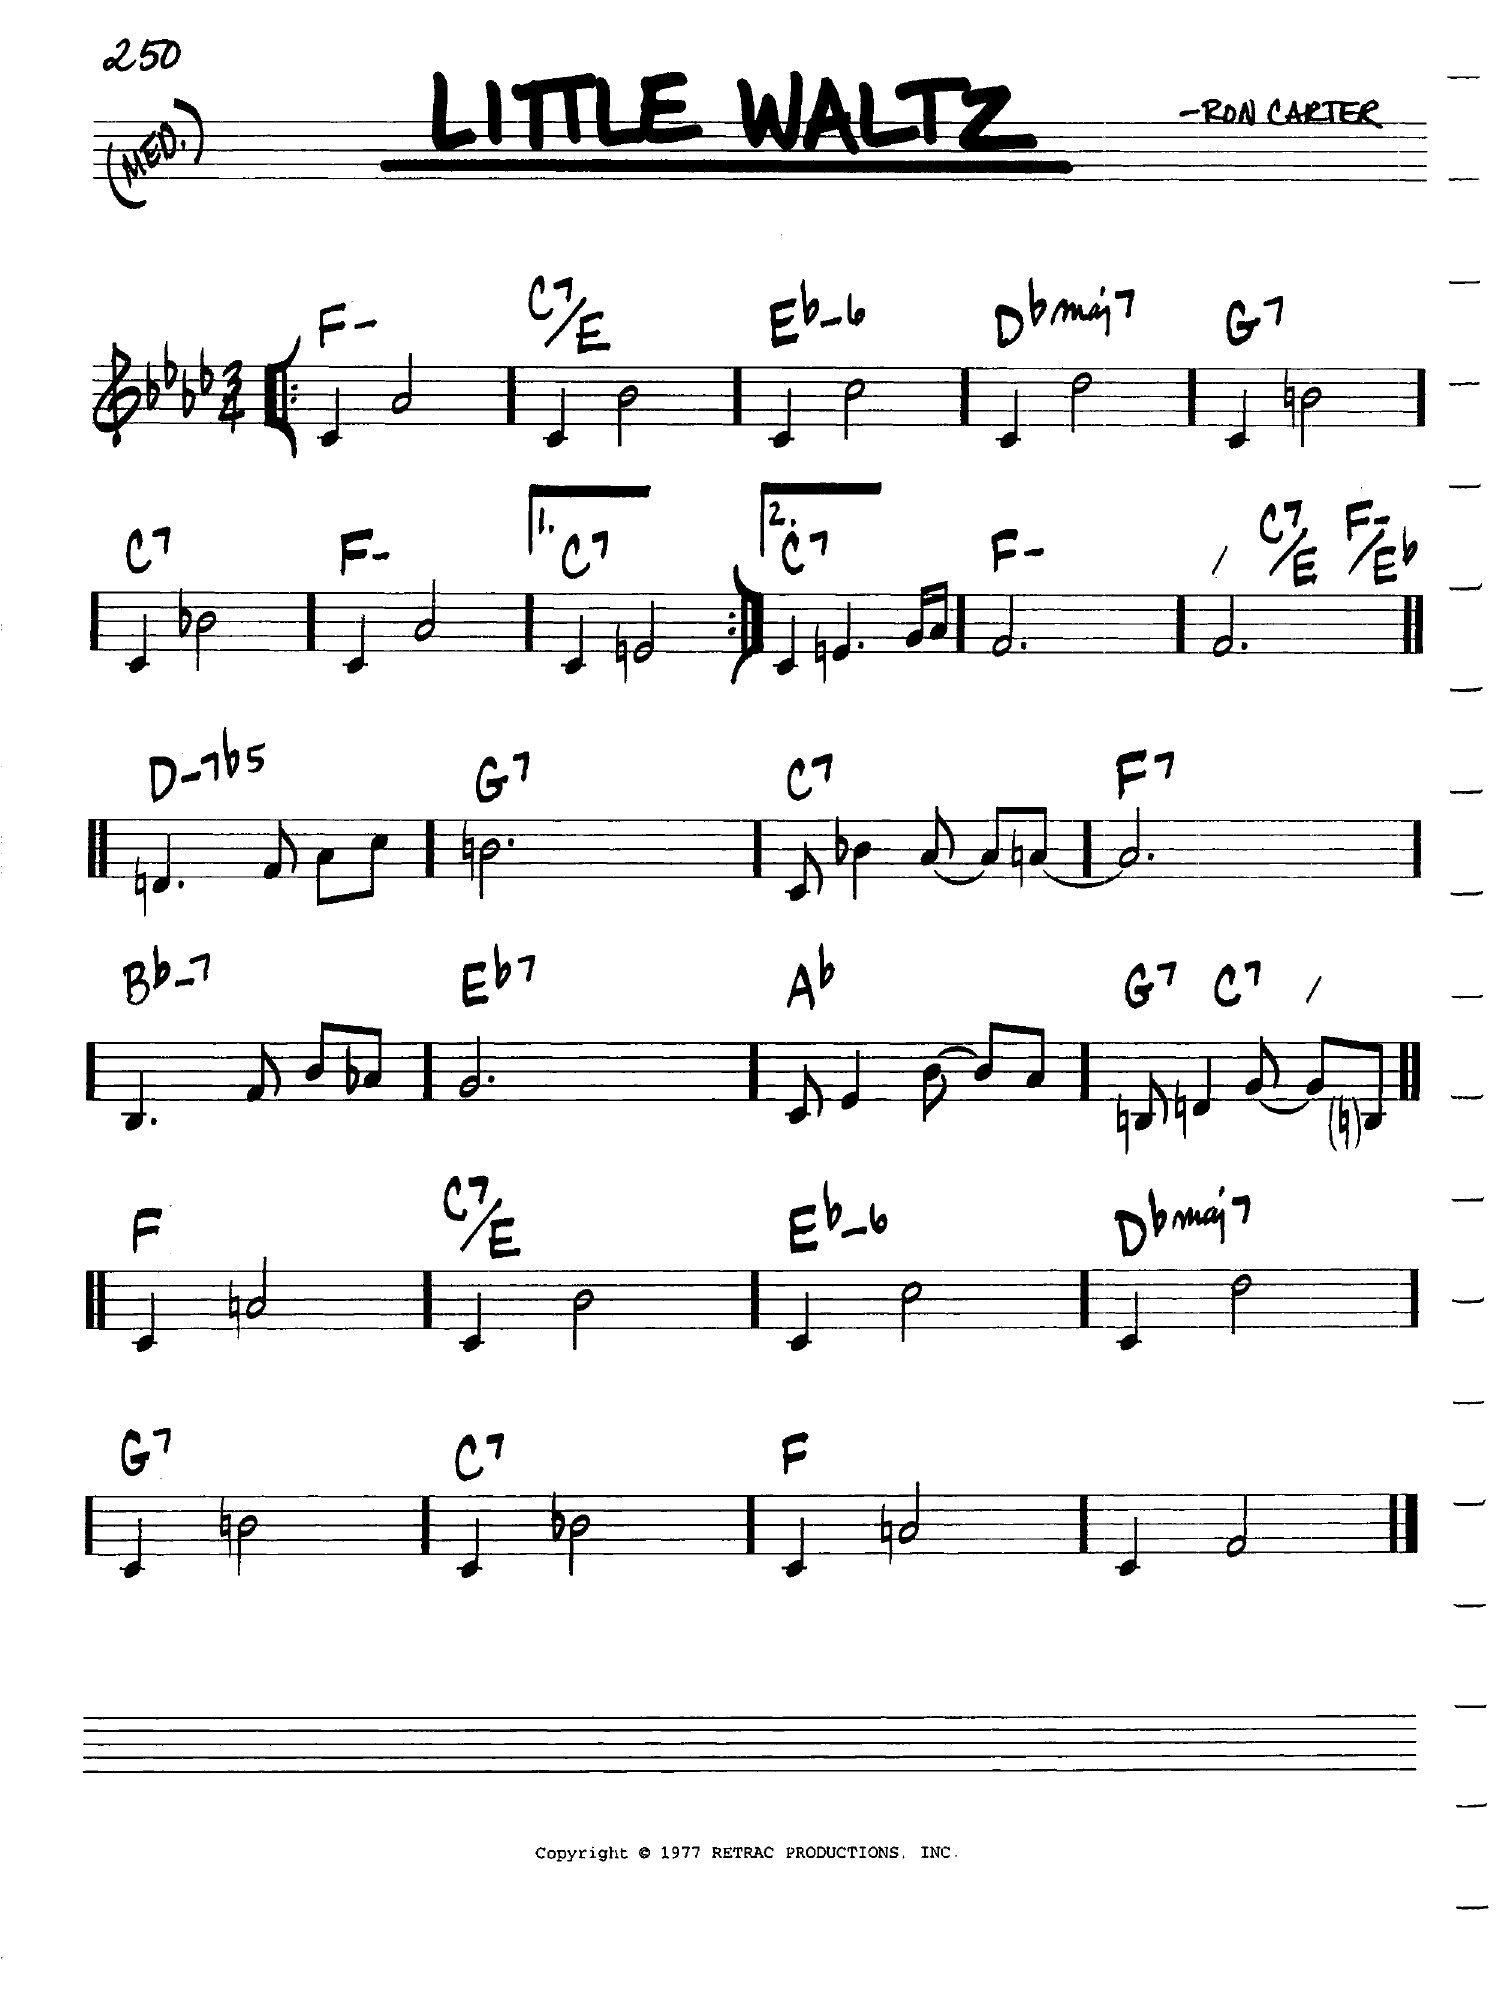 250
LITTLE WALTZ
-RON CARTER
(MED.)
F- C7/E Eb-6 Dbmaj7 G7
3
4
1. 2.
C7 F- C7 C7 F- / C7/E F-/Eb
D-7b5 G7 C7 F7
Bb-7 Eb7 Ab G7 C7 /
F C7/E Eb-6 Dbmaj7
G7 C7 F
Copyright © 1977 RETRAC PRODUCTIONS, INC.